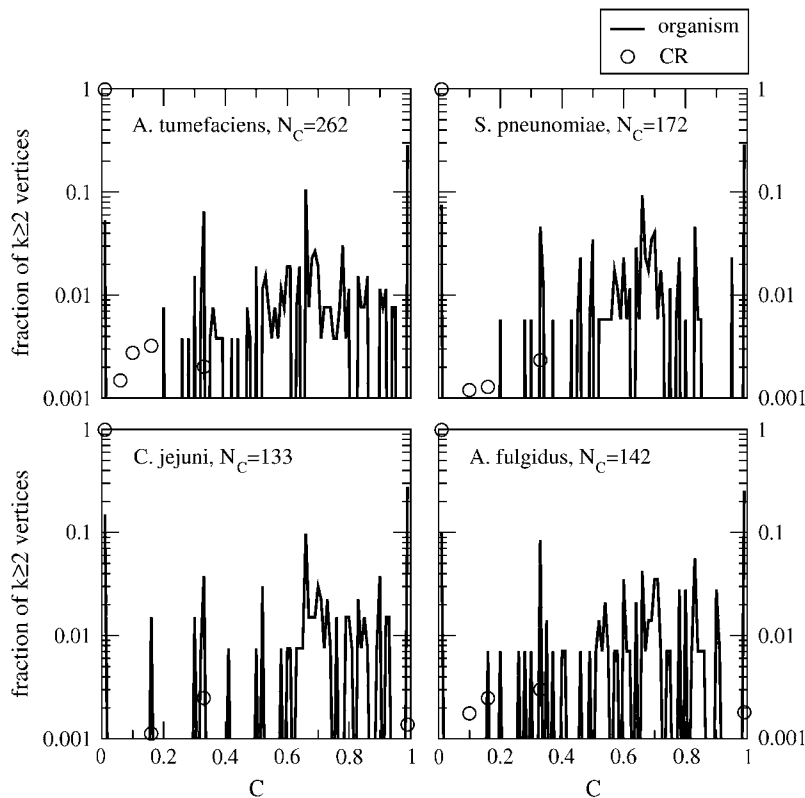 organism
CR
A. tumefaciens, N_C=262
S. pneunomiae, N_C=172
fraction of k≥2 vertices
1
0.1
0.01
0.001
1
0.1
0.01
0.001
C. jejuni, N_C=133
A. fulgidus, N_C=142
fraction of k≥2 vertices
1
0.1
0.01
0.001
1
0.1
0.01
0.001
0 0.2 0.4 0.6 0.8 1
0 0.2 0.4 0.6 0.8 1
C
C